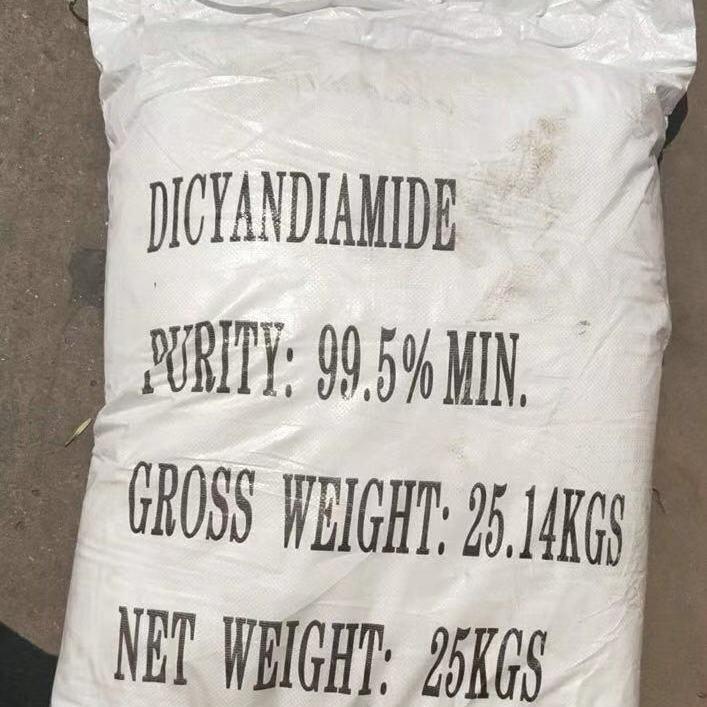 DICYANDIAMIDE
PURITY: 99.5% MIN.
GROSS WEIGHT: 25.14KGS
NET WEIGHT: 25KGS